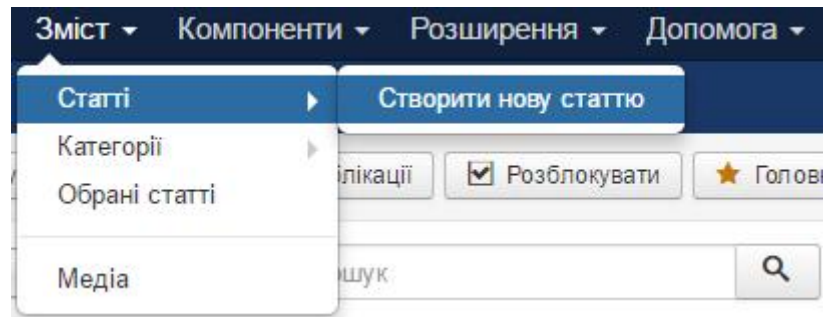 Зміст Компоненти Розширення Допомога
Статті Створити нову статтю
Категорії
Розблокувати
Обрані статті
Медіа